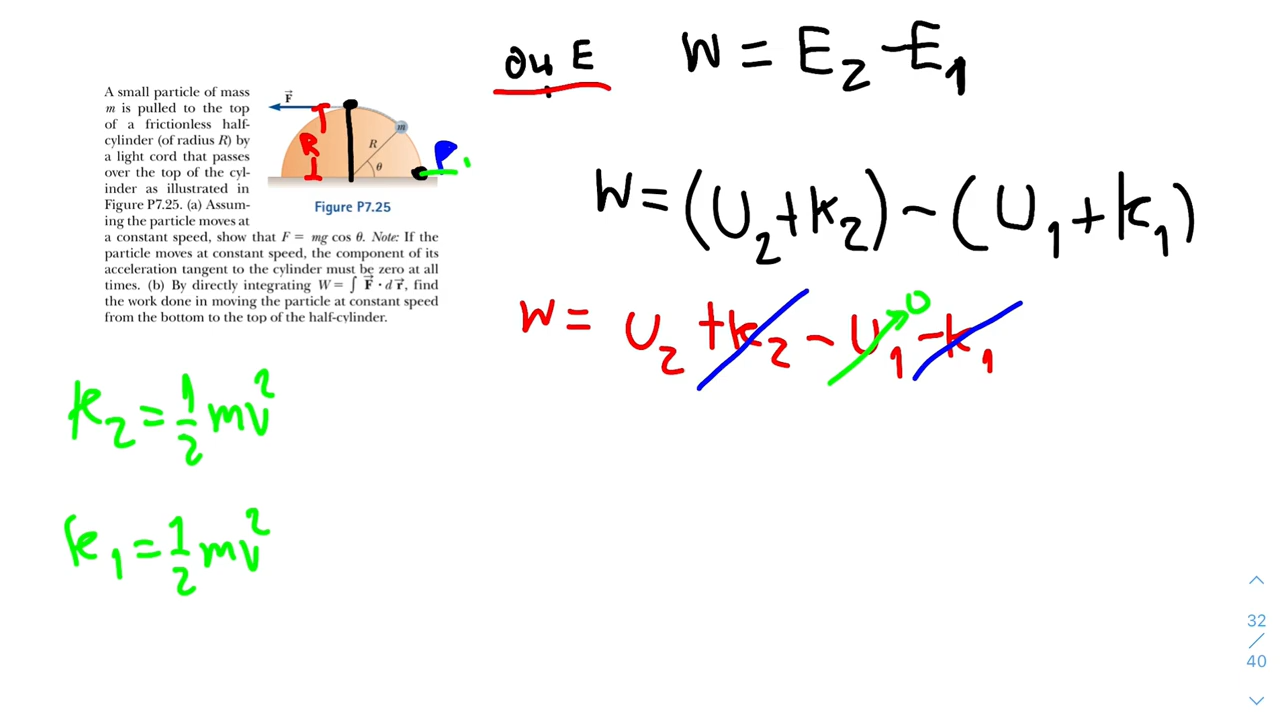 A small particle of mass
m is pulled to the top
of a frictionless half-
cylinder (of radius R) by
a light cord that passes
over the top of the cyl-
inder as illustrated in
Figure P7.25. (a) Assum-
ing the particle moves at
a constant speed, show that F = mg cos θ. Note: If the
particle moves at constant speed, the component of its
acceleration tangent to the cylinder must be zero at all
times. (b) By directly integrating W = ∫ F⃗ · d r⃗, find
the work done in moving the particle at constant speed
from the bottom to the top of the half-cylinder.
F⃗
R
m
R
θ
P
Figure P7.25
W = E₂ - E₁
W = (U₂ + K₂) - (U₁ + K₁)
W = U₂ + K₂ - U₁ - K₁
0
K₂ = 1/2 mv²
K₁ = 1/2 mv²
32
/
40